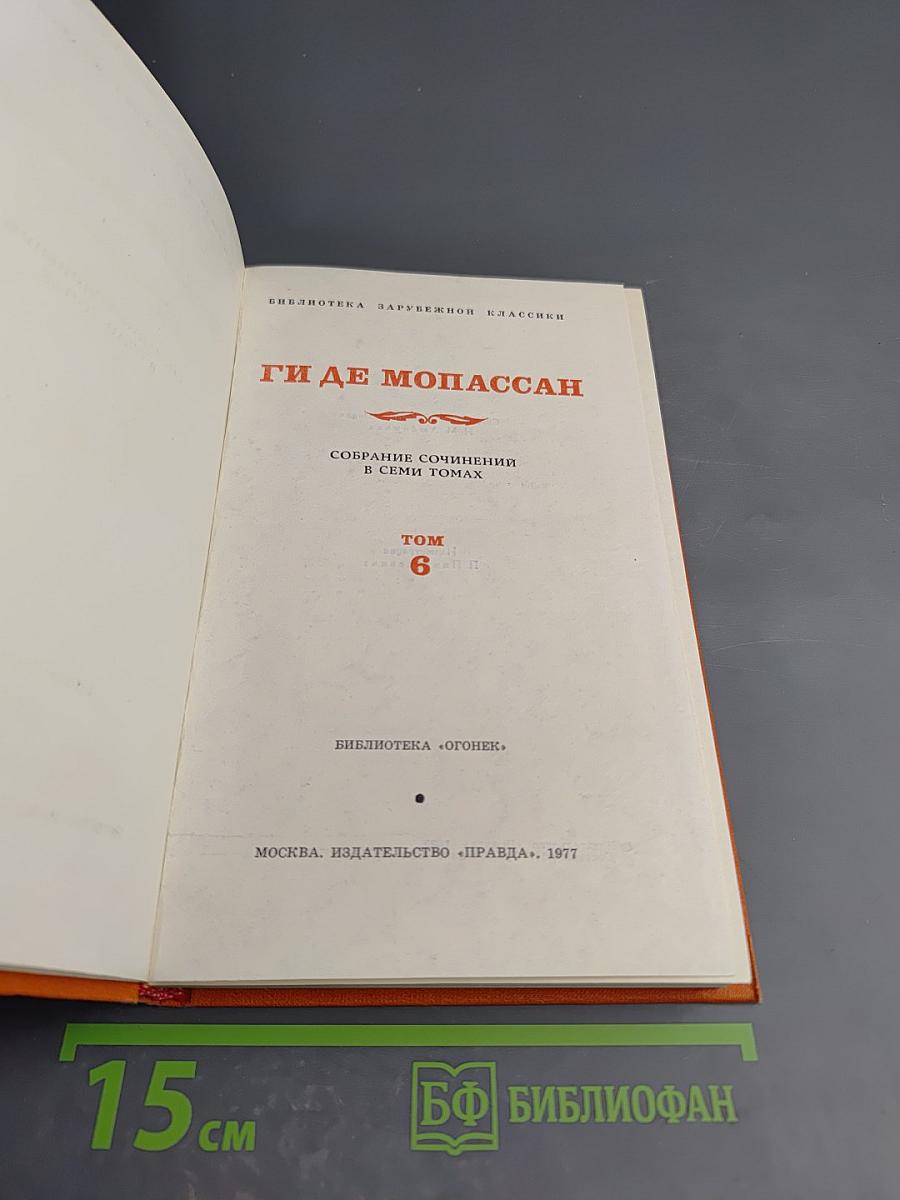 БИБЛИОТЕКА ЗАРУБЕЖНОЙ КЛАССИКИ
ГИ ДЕ МОПАССАН
СОБРАНИЕ СОЧИНЕНИЙ
В СЕМИ ТОМАХ
ТОМ
6
БИБЛИОТЕКА «ОГОНЕК»
МОСКВА. ИЗДАТЕЛЬСТВО «ПРАВДА». 1977
15 см
БФ БИБЛИОФАН